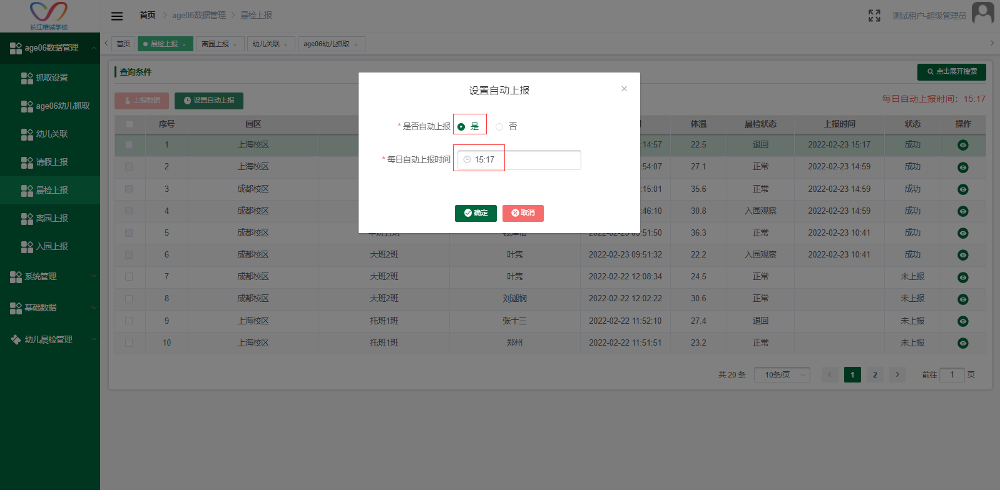 长江唯诚学校
首页 > age06数据管理 > 晨检上报
测试租户-超级管理员
首页
晨检上报 ×
离园上报 ×
幼儿关联 ×
age06幼儿抓取 ×
age06数据管理
抓取设置
age06幼儿抓取
幼儿关联
请假上报
晨检上报
离园上报
入园上报
系统管理
基础数据
幼儿晨检管理
查询条件
点击展开搜索
上报数据
设置自动上报
每日自动上报时间：15:17
设置自动上报
* 是否自动上报 是 否
* 每日自动上报时间 15:17
确定 取消
序号 园区 体温 晨检状态 上报时间 状态 操作
1 上海校区 :14:57 22.5 退回 2022-02-23 15:17 成功
2 上海校区 :54:07 27.1 正常 2022-02-23 14:59 成功
3 成都校区 :15:01 35.6 正常 2022-02-23 14:59 成功
4 成都校区 :46:10 30.8 入园观察 2022-02-23 14:59 成功
5 成都校区 2022-02-23 09:51:50 36.3 正常 2022-02-23 10:41 成功
6 成都校区 大班2班 叶隽 2022-02-23 09:51:32 22.2 入园观察 2022-02-23 10:41 成功
7 成都校区 大班2班 叶隽 2022-02-22 12:08:34 24.5 正常 未上报
8 成都校区 大班2班 刘迦悯 2022-02-22 12:02:22 30.6 正常 未上报
9 上海校区 托班1班 张十三 2022-02-22 11:52:10 27.4 退回 未上报
10 上海校区 托班1班 郑州 2022-02-22 11:51:51 23.2 正常 未上报
共 20 条 10条/页 1 2 前往 1 页